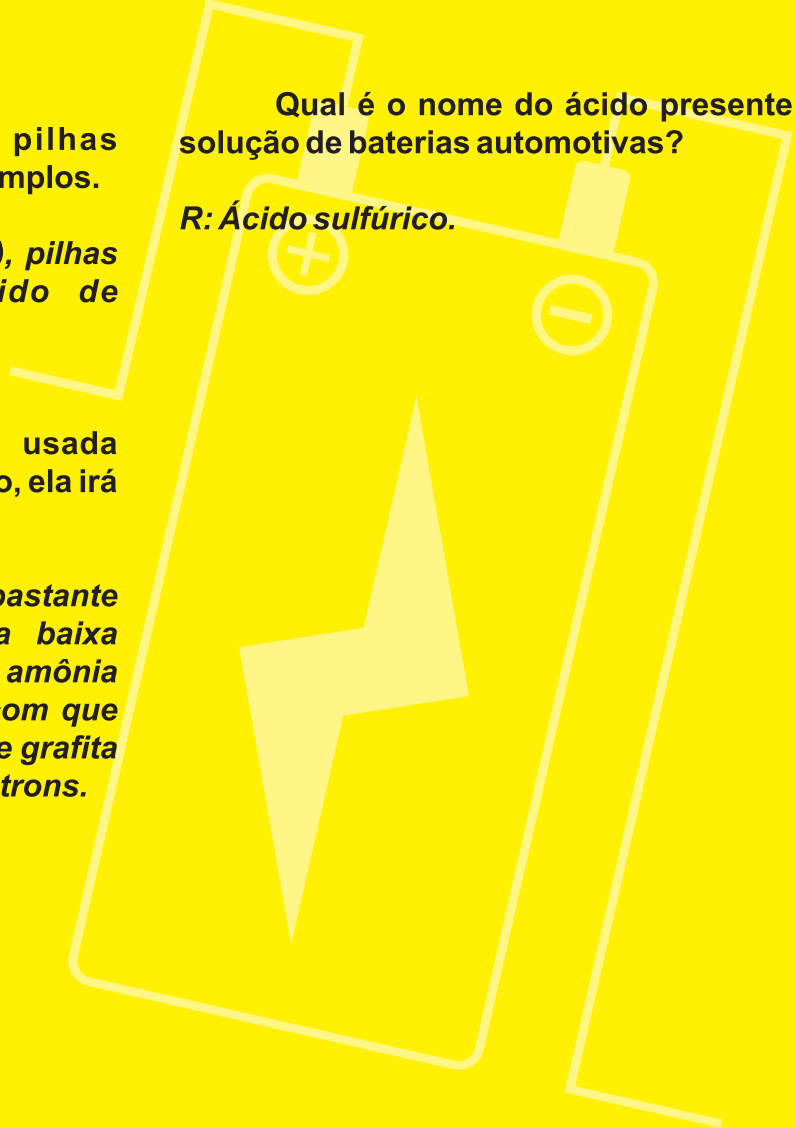 pilhas
mplos.
), pilhas
ido de
usada
o, ela irá
bastante
a baixa
amônia
com que
e grafita
trons.
Qual é o nome do ácido presente
solução de baterias automotivas?
R: Ácido sulfúrico.